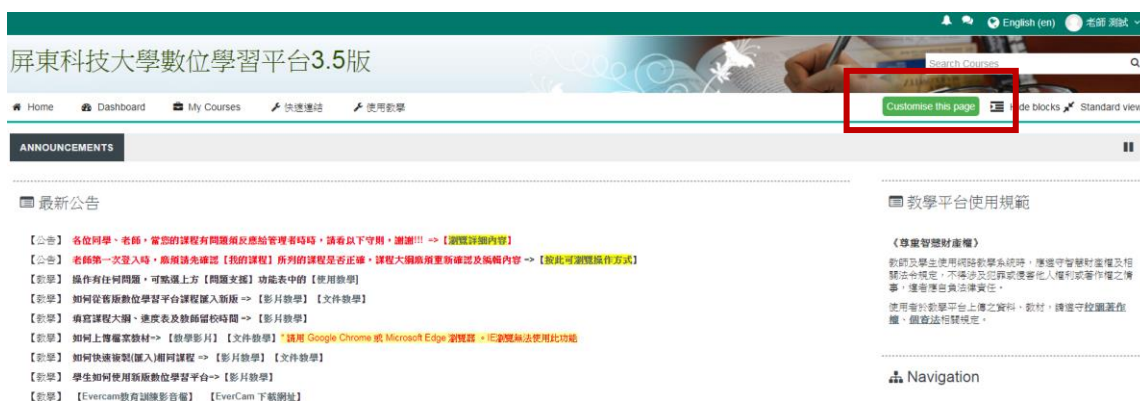 English (en) 老師 測試
屏東科技大學數位學習平台3.5版
Search Courses
Home Dashboard My Courses 快速連結 使用教學
Customise this page Hide blocks Standard view
ANNOUNCEMENTS
最新公告
【公告】 各位同學、老師，當您的課程有問題須反應給管理者時時，請看以下守則，謝謝!!! =>【瀏覽詳細內容】
【公告】 老師第一次登入時，麻煩請先確認【我的課程】所列的課程是否正確，課程大綱麻煩重新確認及編輯內容 =>【按此可瀏覽操作方式】
【教學】 操作有任何問題，可點選上方【問題支援】功能表中的【使用教學]
【教學】 如何從舊版數位學習平台課程匯入新版 =>【影片教學】【文件教學】
【教學】 填寫課程大綱、進度表及教師留校時間 =>【影片教學】
【教學】 如何上傳檔案教材=>【教學影片】【文件教學】* 請用 Google Chrome 或 Microsoft Edge 瀏覽器 。IE瀏覽無法使用此功能
【教學】 如何快速複製(匯入)相同課程 =>【影片教學】【文件教學】
【教學】 學生如何使用新版數位學習平台=>【影片教學】
【教學】 【Evercam教育訓練影音檔】 【EverCam 下載網址】
教學平台使用規範
《尊重智慧財產權》
教師及學生使用網路教學系統時，應遵守智慧財產權及相
關法令規定，不得涉及犯罪或侵害他人權利或著作權之情
事，違者應自負法律責任。
使用者於教學平台上傳之資料、教材，請遵守校園著作
權、個資法相關規定。
Navigation